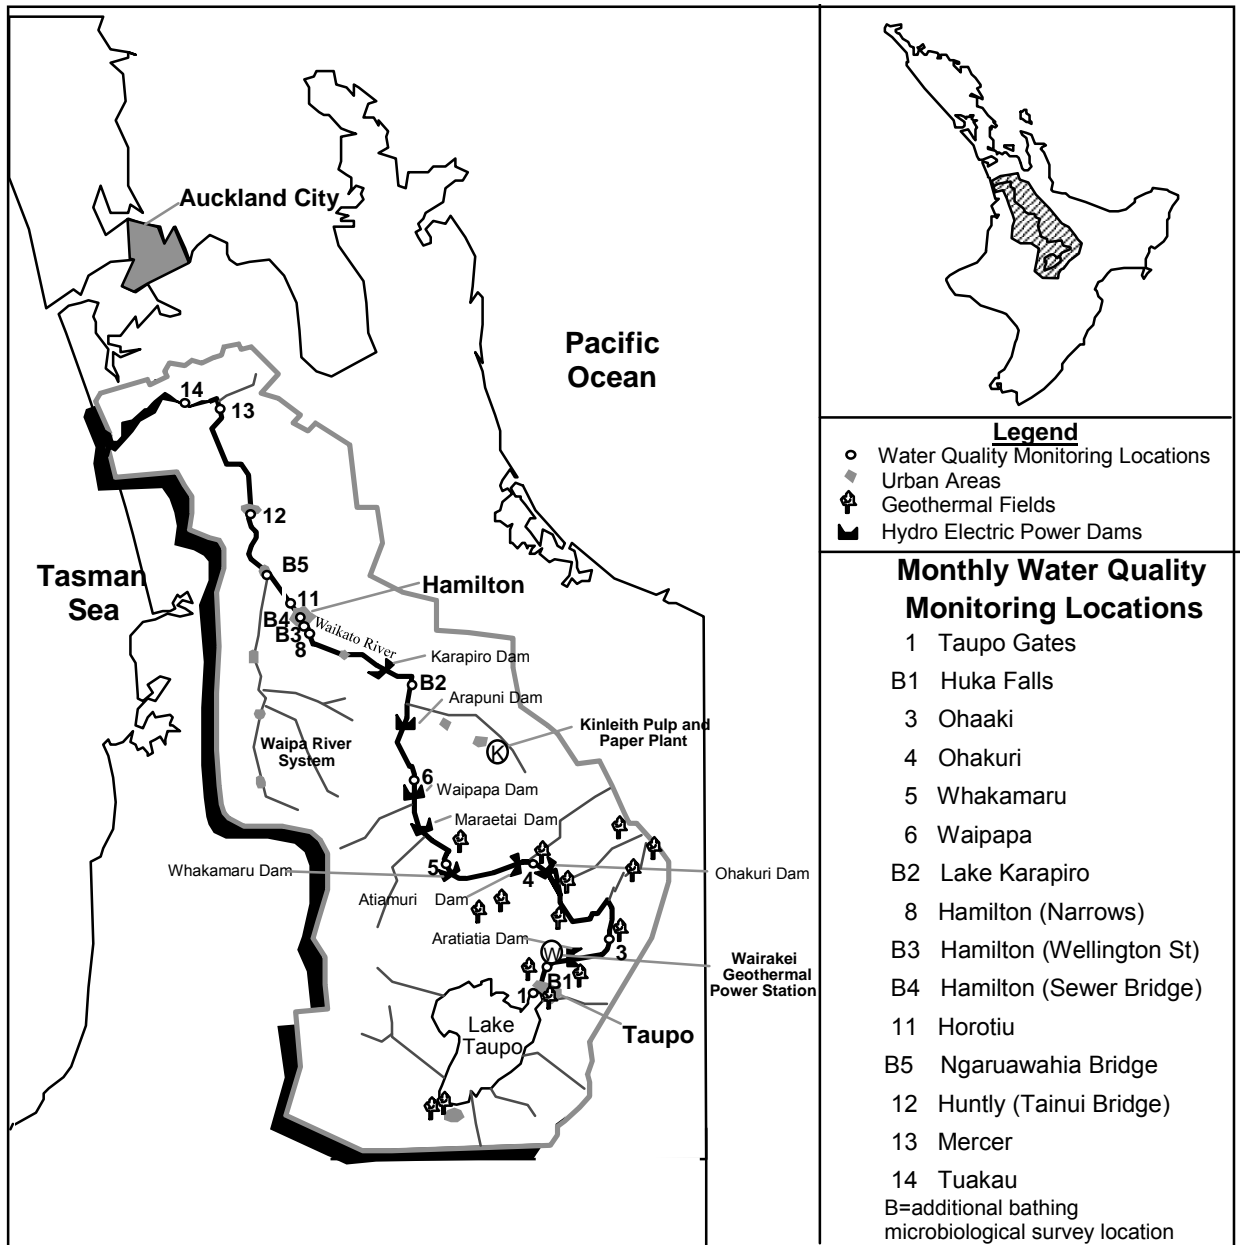 Auckland City
Pacific
Ocean
14
13
12
B5
Tasman
Sea
Hamilton
11
B4
B3
8
Waikato River
Karapiro Dam
B2
Arapuni Dam
Kinleith Pulp and
Paper Plant
K
Waipa River
System
6
Waipapa Dam
Maraetai Dam
Whakamaru Dam
5
4
Ohakuri Dam
Atiamuri Dam
Aratiatia Dam
3
W
Wairakei
Geothermal
Power Station
B1
1
Lake
Taupo
Taupo
Legend
Water Quality Monitoring Locations
Urban Areas
Geothermal Fields
Hydro Electric Power Dams
Monthly Water Quality
Monitoring Locations
1 Taupo Gates
B1 Huka Falls
3 Ohaaki
4 Ohakuri
5 Whakamaru
6 Waipapa
B2 Lake Karapiro
8 Hamilton (Narrows)
B3 Hamilton (Wellington St)
B4 Hamilton (Sewer Bridge)
11 Horotiu
B5 Ngaruawahia Bridge
12 Huntly (Tainui Bridge)
13 Mercer
14 Tuakau
B=additional bathing
microbiological survey location